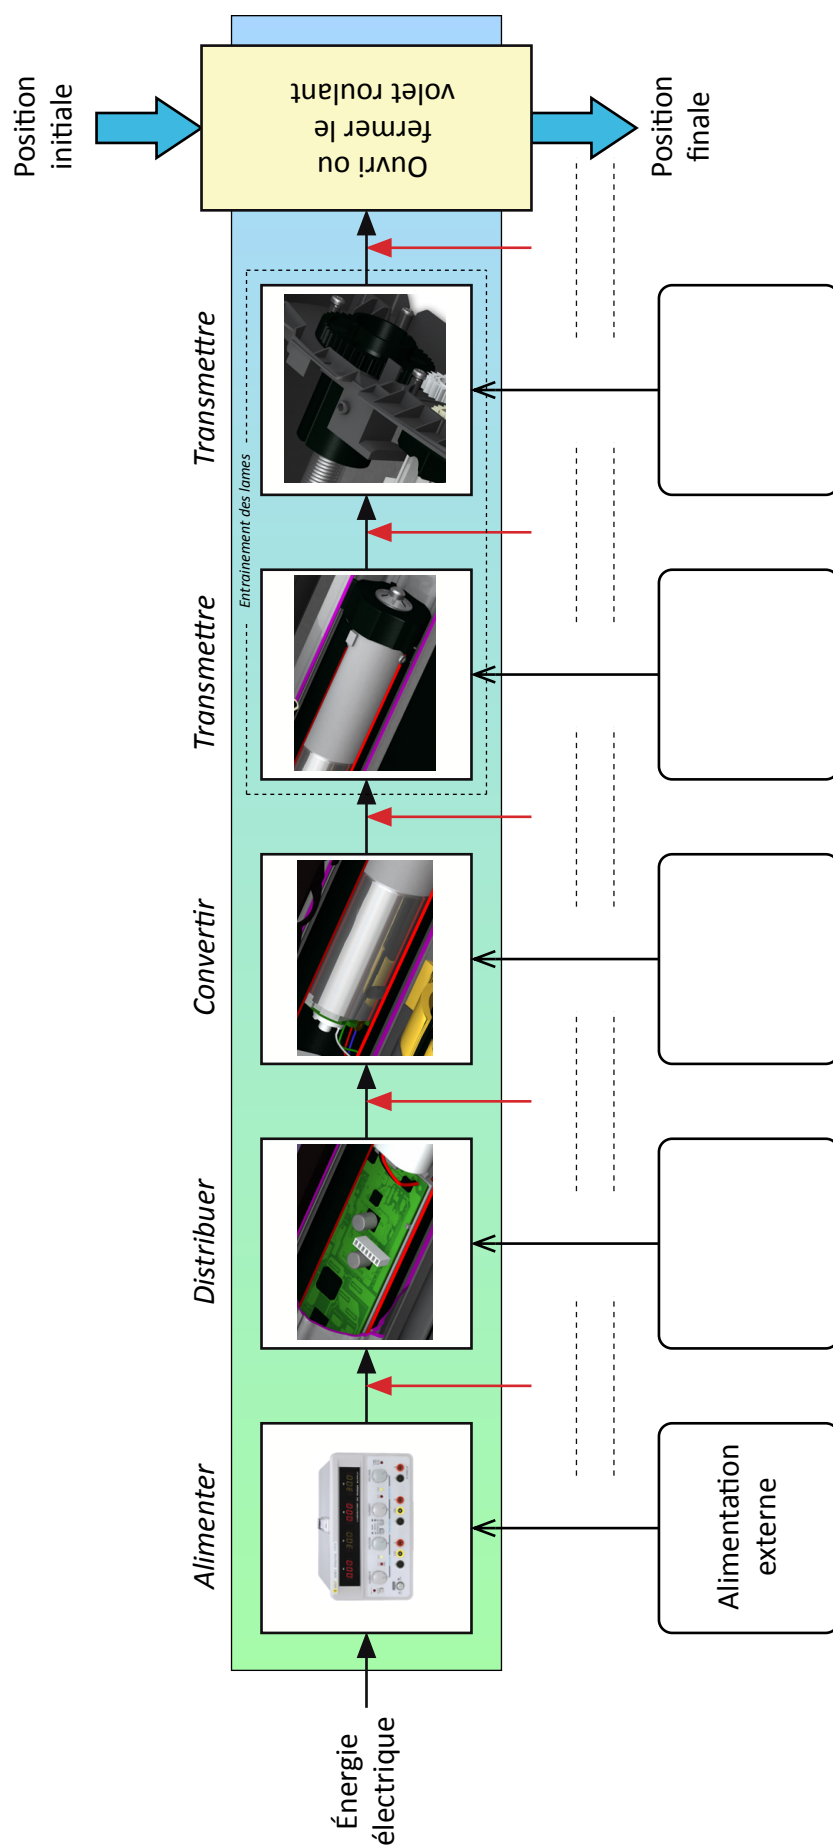 Énergie
électrique
Alimenter
Distribuer
Convertir
Transmettre
Transmettre
Entrainement des lames
Position
initiale
Ouvri ou
fermer le
volet roulant
Position
finale
Alimentation
externe